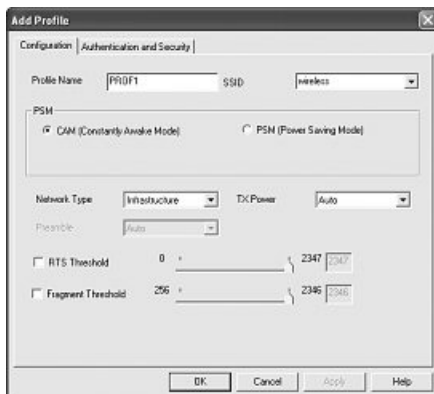 Add Profile
Configuration Authentication and Security
Profile Name PROF1 SSID wireless
PSM
CAM (Constantly Awake Mode) PSM (Power Saving Mode)
Network Type Infrastructure TX Power Auto
Preamble Auto
RTS Threshold 0 2347 2347
Fragment Threshold 256 2346 2346
OK Cancel Apply Help